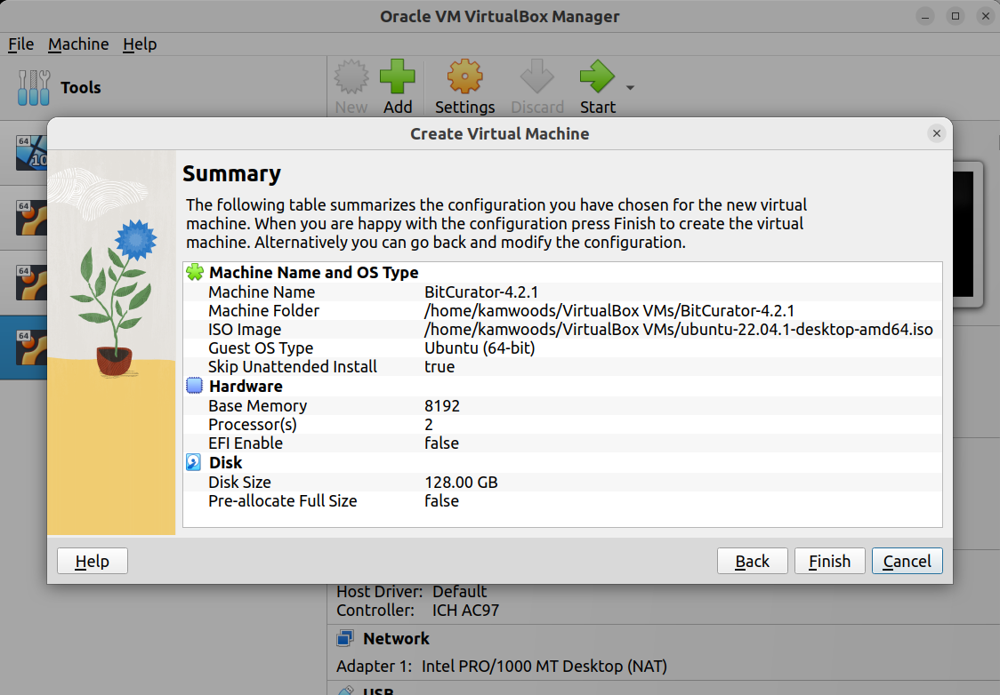 Oracle VM VirtualBox Manager
File Machine Help
Tools
New Add Settings Discard Start
Create Virtual Machine
64
10
64
64
64
Summary
The following table summarizes the configuration you have chosen for the new virtual
machine. When you are happy with the configuration press Finish to create the virtual
machine. Alternatively you can go back and modify the configuration.
Machine Name and OS Type
Machine Name BitCurator-4.2.1
Machine Folder /home/kamwoods/VirtualBox VMs/BitCurator-4.2.1
ISO Image /home/kamwoods/VirtualBox VMs/ubuntu-22.04.1-desktop-amd64.iso
Guest OS Type Ubuntu (64-bit)
Skip Unattended Install true
Hardware
Base Memory 8192
Processor(s) 2
EFI Enable false
Disk
Disk Size 128.00 GB
Pre-allocate Full Size false
Help Back Finish Cancel
Host Driver: Default
Controller: ICH AC97
Network
Adapter 1: Intel PRO/1000 MT Desktop (NAT)
USB